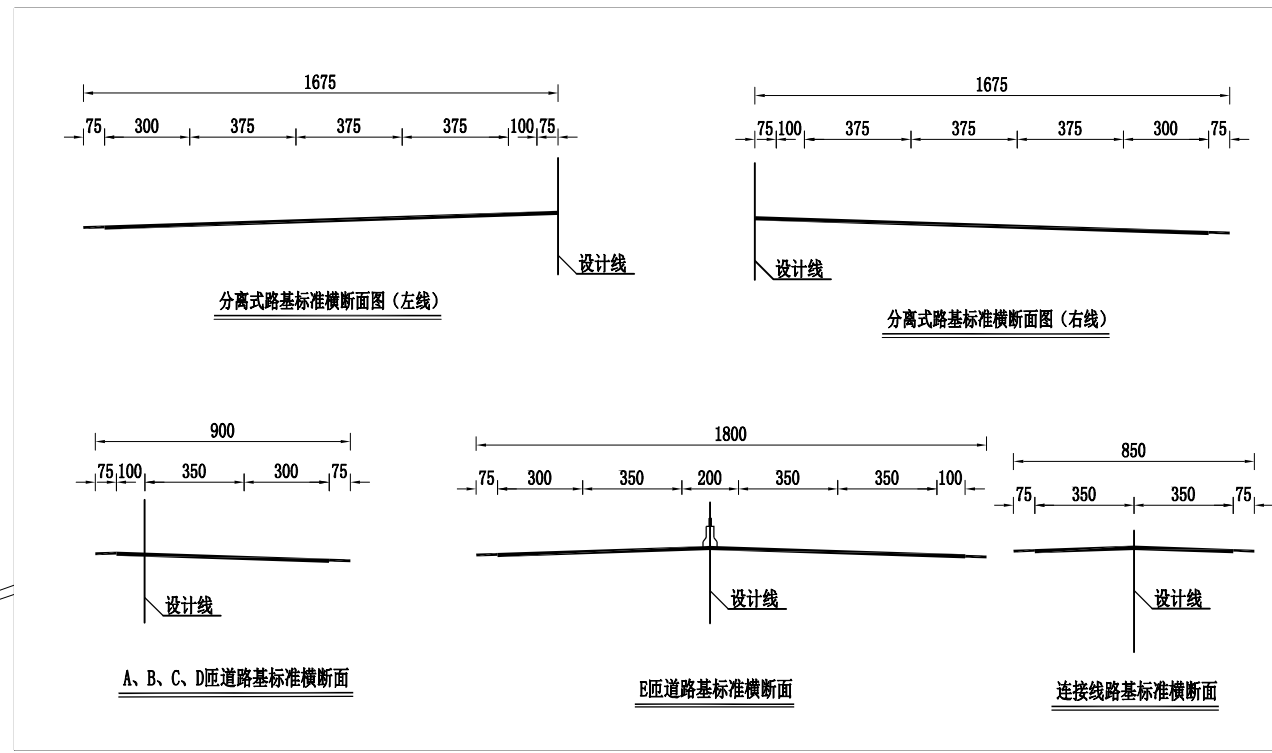 1675
75 300 375 375 375 100 75
设计线
分离式路基标准横断面图（左线）
1675
75 100 375 375 375 300 75
设计线
分离式路基标准横断面图（右线）
900
75 100 350 300 75
设计线
A、B、C、D匝道路基标准横断面
1800
75 300 350 200 350 350 100
设计线
E匝道路基标准横断面
850
75 350 350 75
设计线
连接线路基标准横断面